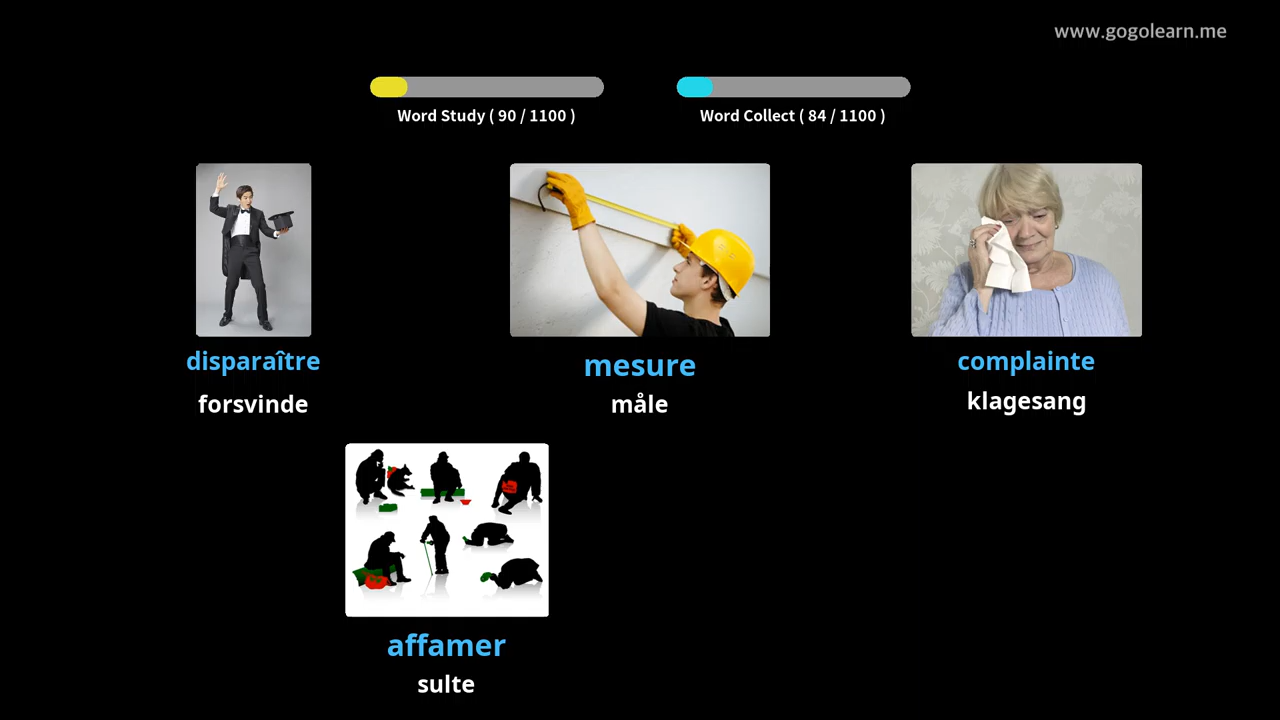 www.gogolearn.me
Word Study ( 90 / 1100 )
Word Collect ( 84 / 1100 )
disparaître
forsvinde
mesure
måle
complainte
klagesang
affamer
sulte